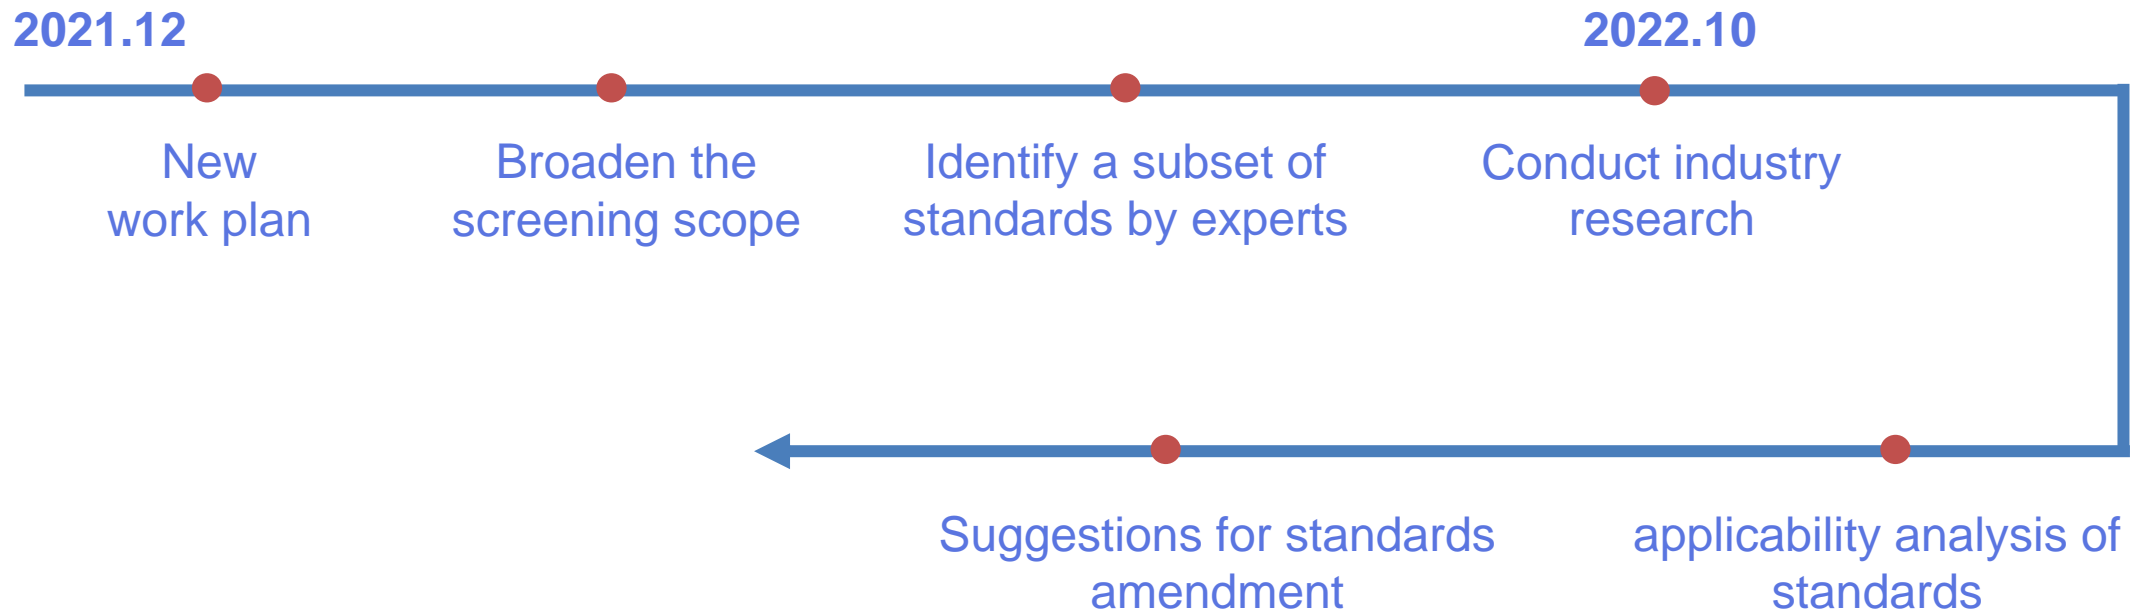 2021.12
2022.10
New
work plan
Broaden the
screening scope
Identify a subset of
standards by experts
Conduct industry
research
Suggestions for standards
amendment
applicability analysis of
standards